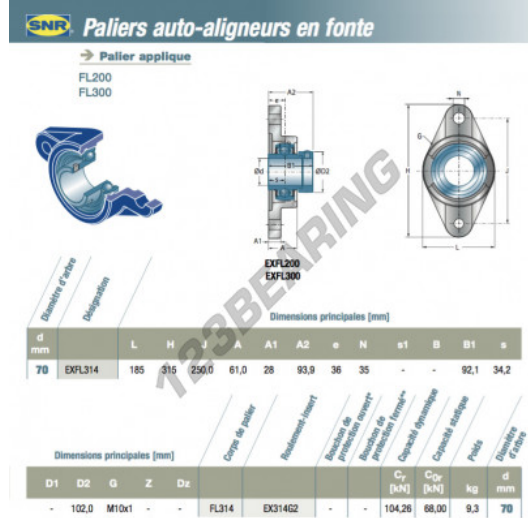 SNR Paliers auto-aligneurs en fonte
→ Palier applique
FL200
FL300
A2
e
N
G
B1
s
Ød
ØD2
H
J
A1
A
L
EXFL200
EXFL300
123BEARING
Diamètre d'arbre
Désignation
Dimensions principales [mm]
d mm L H J A A1 A2 e N s1 B B1 s
70 EXFL314 185 315 250,0 61,0 28 93,9 36 35 - - 92,1 34,2
Corps de palier
Roulement-insert
Bouchon de protection ouvert*
Bouchon de protection fermé**
Capacité dynamique
Capacité statique
Poids
Diamètre d'arbre
Dimensions principales [mm]
D1 D2 G Z Dz Cr [kN] C0r [kN] kg d mm
- 102,0 M10x1 - - FL314 EX314G2 - - 104,26 68,00 9,3 70